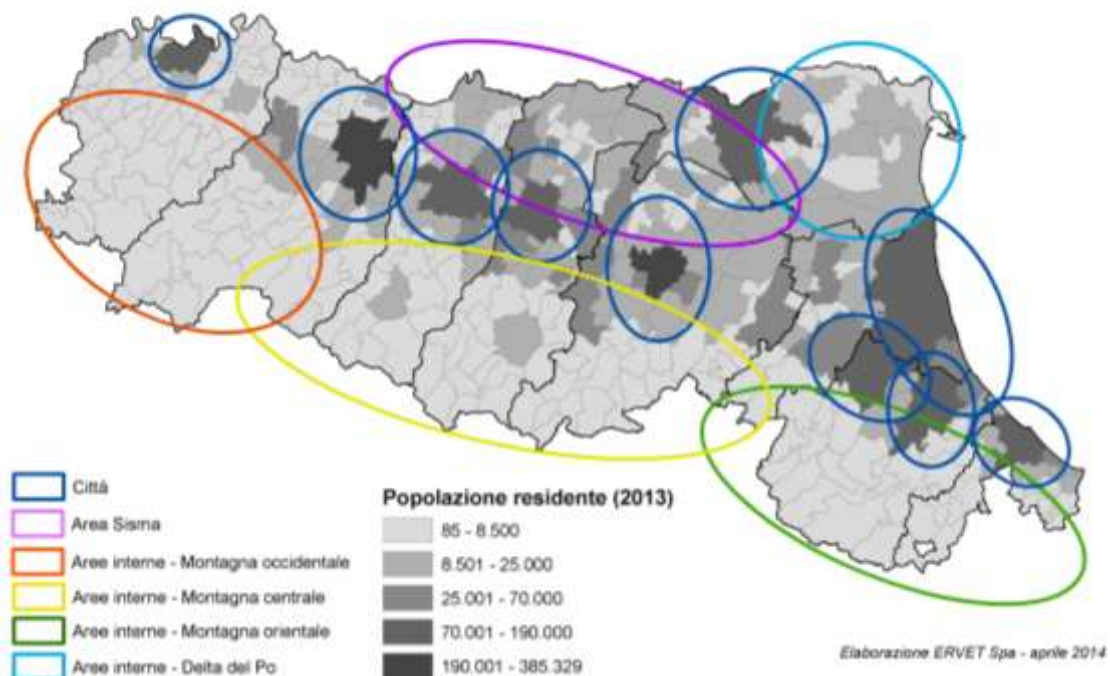 Città
Area Sisma
Aree interne - Montagna occidentale
Aree interne - Montagna centrale
Aree interne - Montagna orientale
Aree interne - Delta del Po
Popolazione residente (2013)
85 - 8.500
8.501 - 25.000
25.001 - 70.000
70.001 - 190.000
190.001 - 385.329
Elaborazione ERVET Spa - aprile 2014